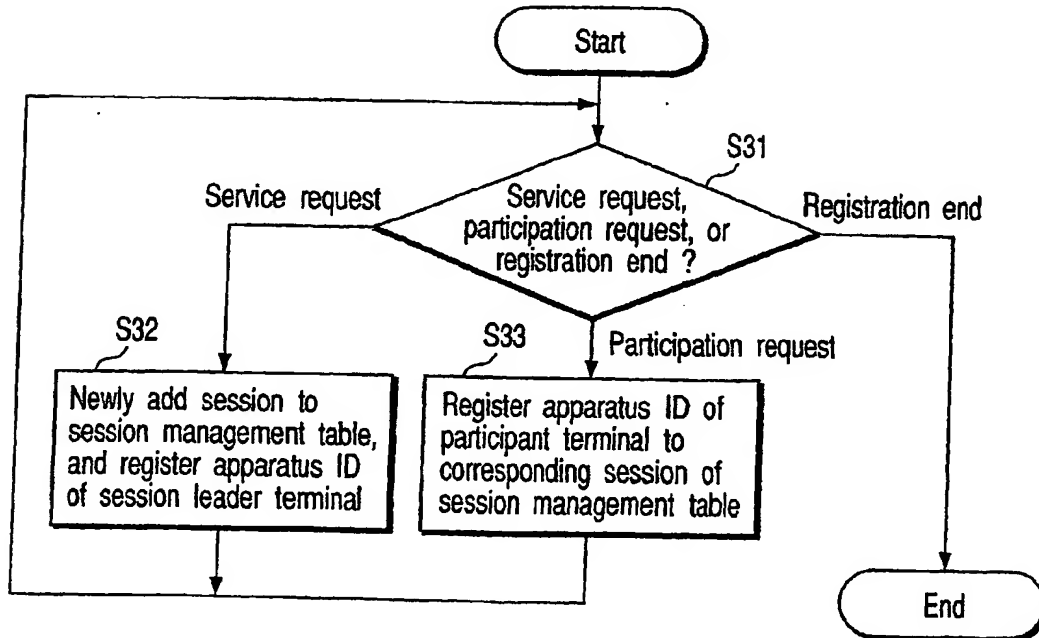 Start
S31
Service request
Service request,
participation request, or
registration end ?
Registration end
S32
S33
Participation request
Newly add session to
session management table,
and register apparatus ID
of session leader terminal
Register apparatus ID of
participant terminal to
corresponding session of
session management table
End